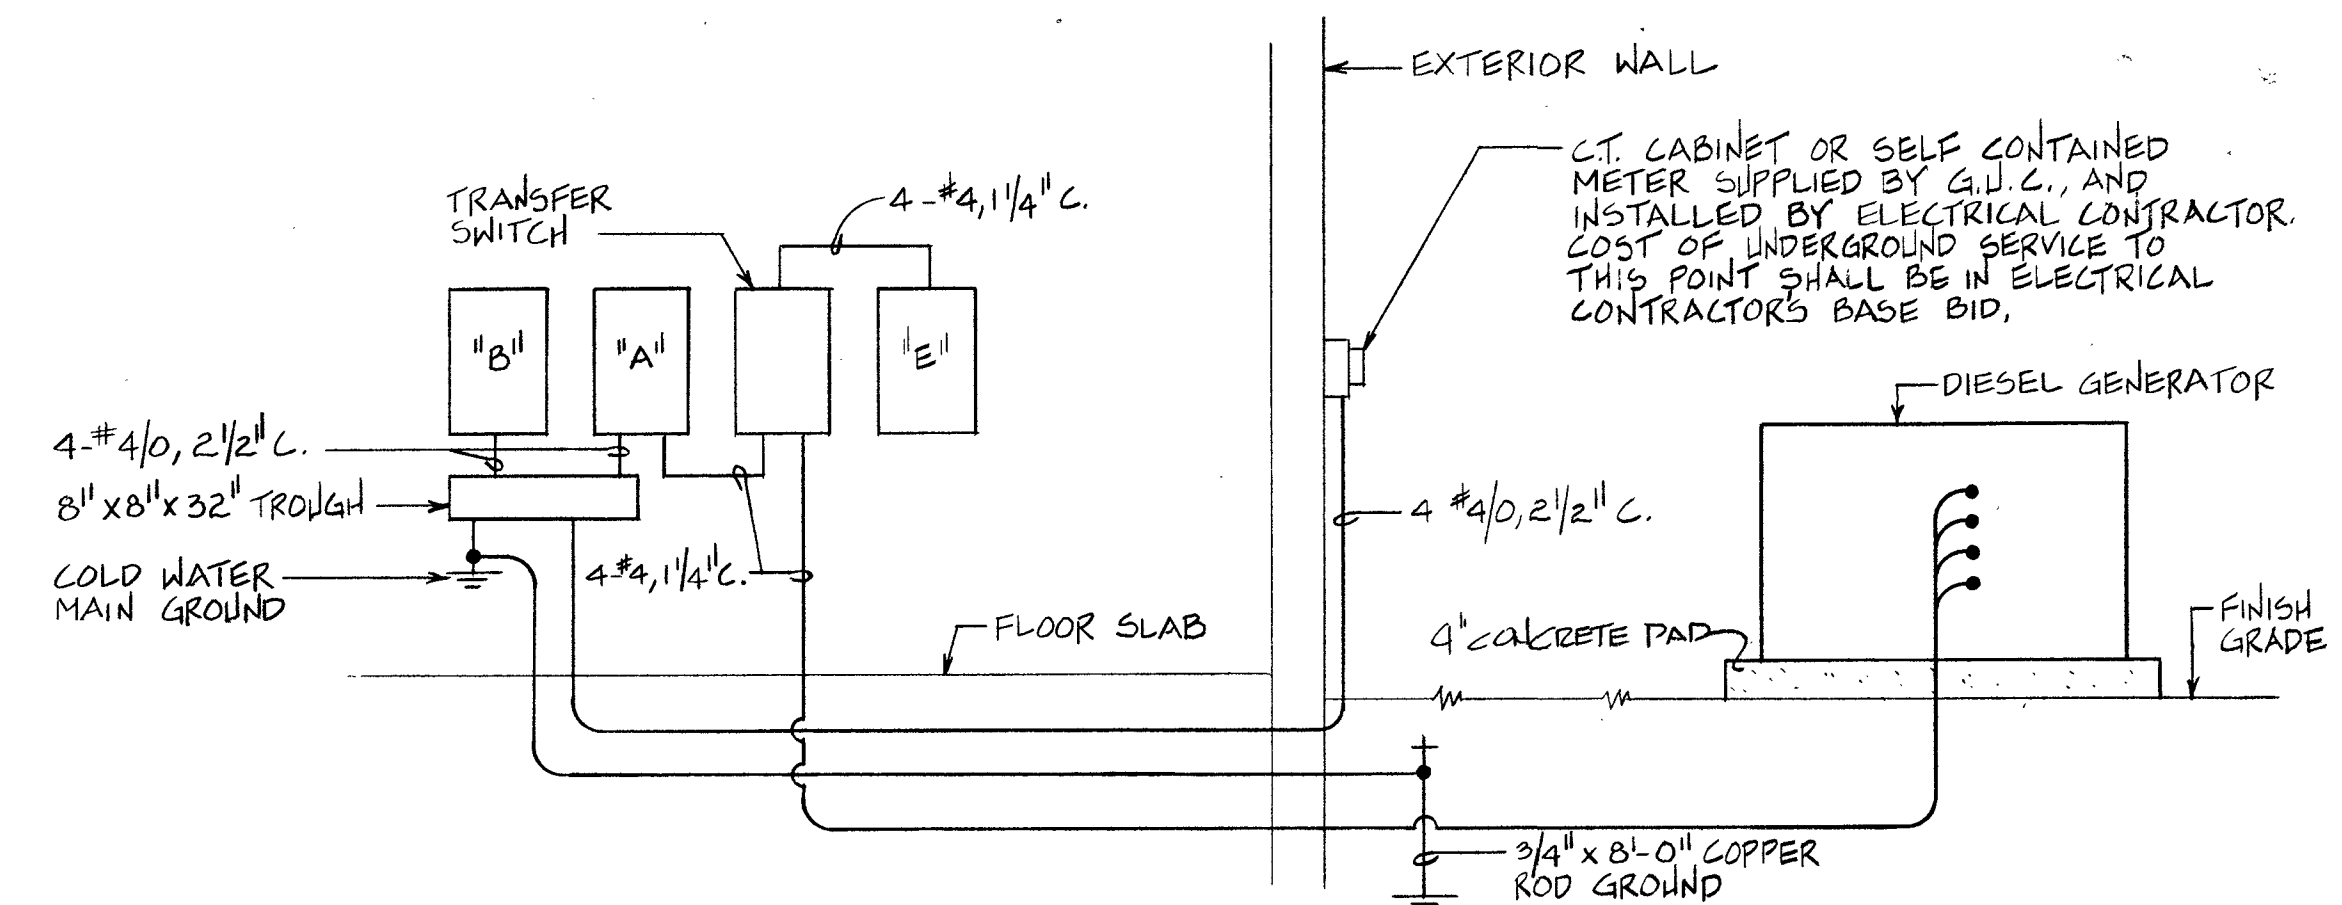 EXTERIOR WALL
C.T. CABINET OR SELF CONTAINED
METER SUPPLIED BY G.U.C., AND
INSTALLED BY ELECTRICAL CONTRACTOR.
COST OF UNDERGROUND SERVICE TO
THIS POINT SHALL BE IN ELECTRICAL
CONTRACTOR'S BASE BID.
TRANSFER
SWITCH
4-#4, 1 1/4" C.
"B"
"A"
"E"
DIESEL GENERATOR
4-#4/0, 2 1/2" C.
8"x8"x32" TROUGH
4 #4/0, 2 1/2" C.
COLD WATER
MAIN GROUND
4-#4, 1 1/4" C.
FLOOR SLAB
4" CONCRETE PAD
FINISH
GRADE
3/4" x 8'-0" COPPER
ROD GROUND